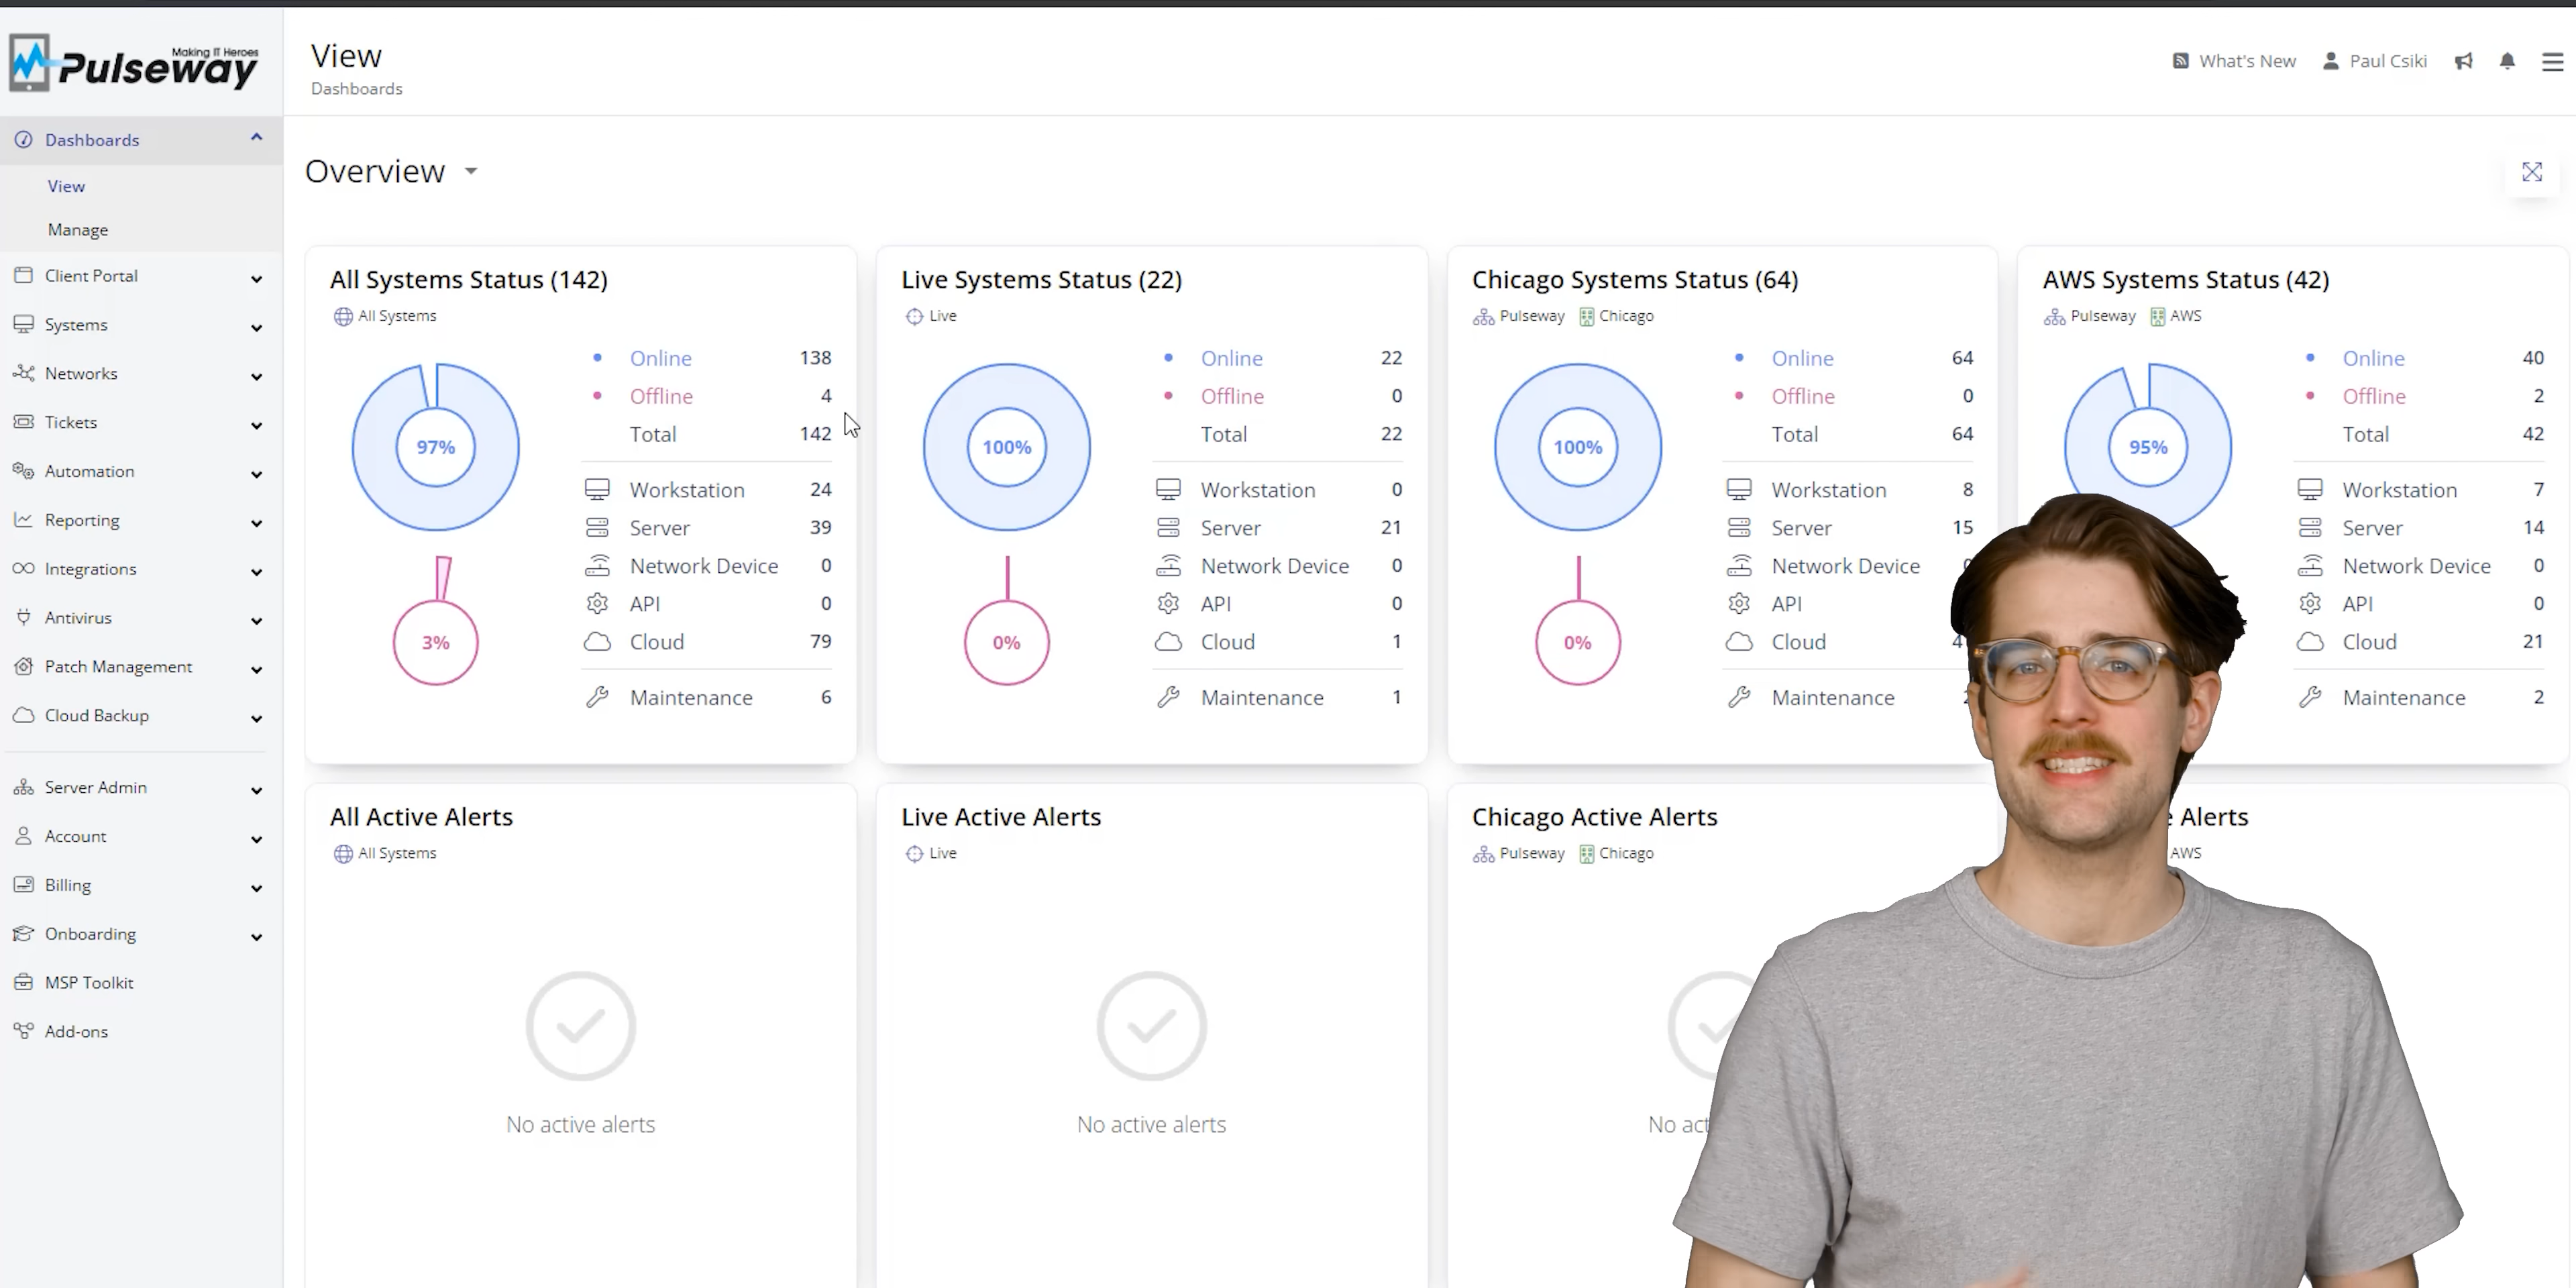 Making IT Heroes
Pulseway
View
Dashboards
What's New
Paul Csiki
Dashboards
View
Manage
Client Portal
Systems
Networks
Tickets
Automation
Reporting
Integrations
Antivirus
Patch Management
Cloud Backup
Server Admin
Account
Billing
Onboarding
MSP Toolkit
Add-ons
Overview
All Systems Status (142)
All Systems
97%
3%
Online 138
Offline 4
Total 142
Workstation 24
Server 39
Network Device 0
API 0
Cloud 79
Maintenance 6
Live Systems Status (22)
Live
100%
0%
Online 22
Offline 0
Total 22
Workstation 0
Server 21
Network Device 0
API 0
Cloud 1
Maintenance 1
Chicago Systems Status (64)
Pulseway Chicago
100%
0%
Online 64
Offline 0
Total 64
Workstation 8
Server 15
Network Device
API
Cloud
Maintenance
AWS Systems Status (42)
Pulseway AWS
95%
Online 40
Offline 2
Total 42
Workstation 7
Server 14
Network Device 0
API 0
Cloud 21
Maintenance 2
All Active Alerts
All Systems
No active alerts
Live Active Alerts
Live
No active alerts
Chicago Active Alerts
Pulseway Chicago
No
Alerts
AWS